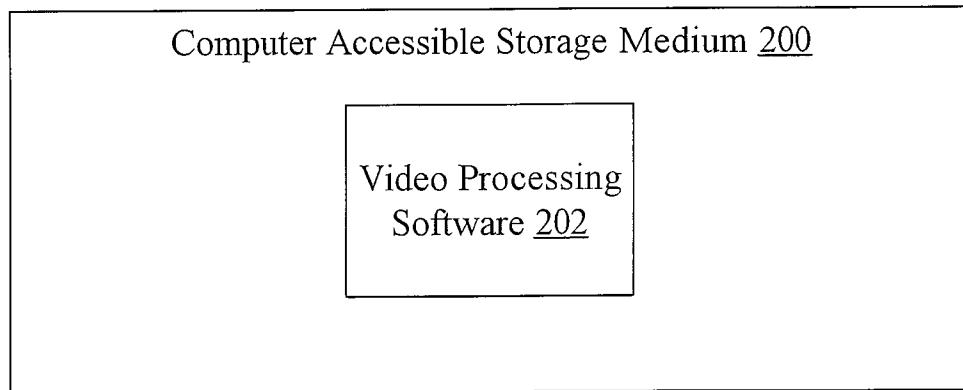 Computer Accessible Storage Medium 200
Video Processing
Software 202